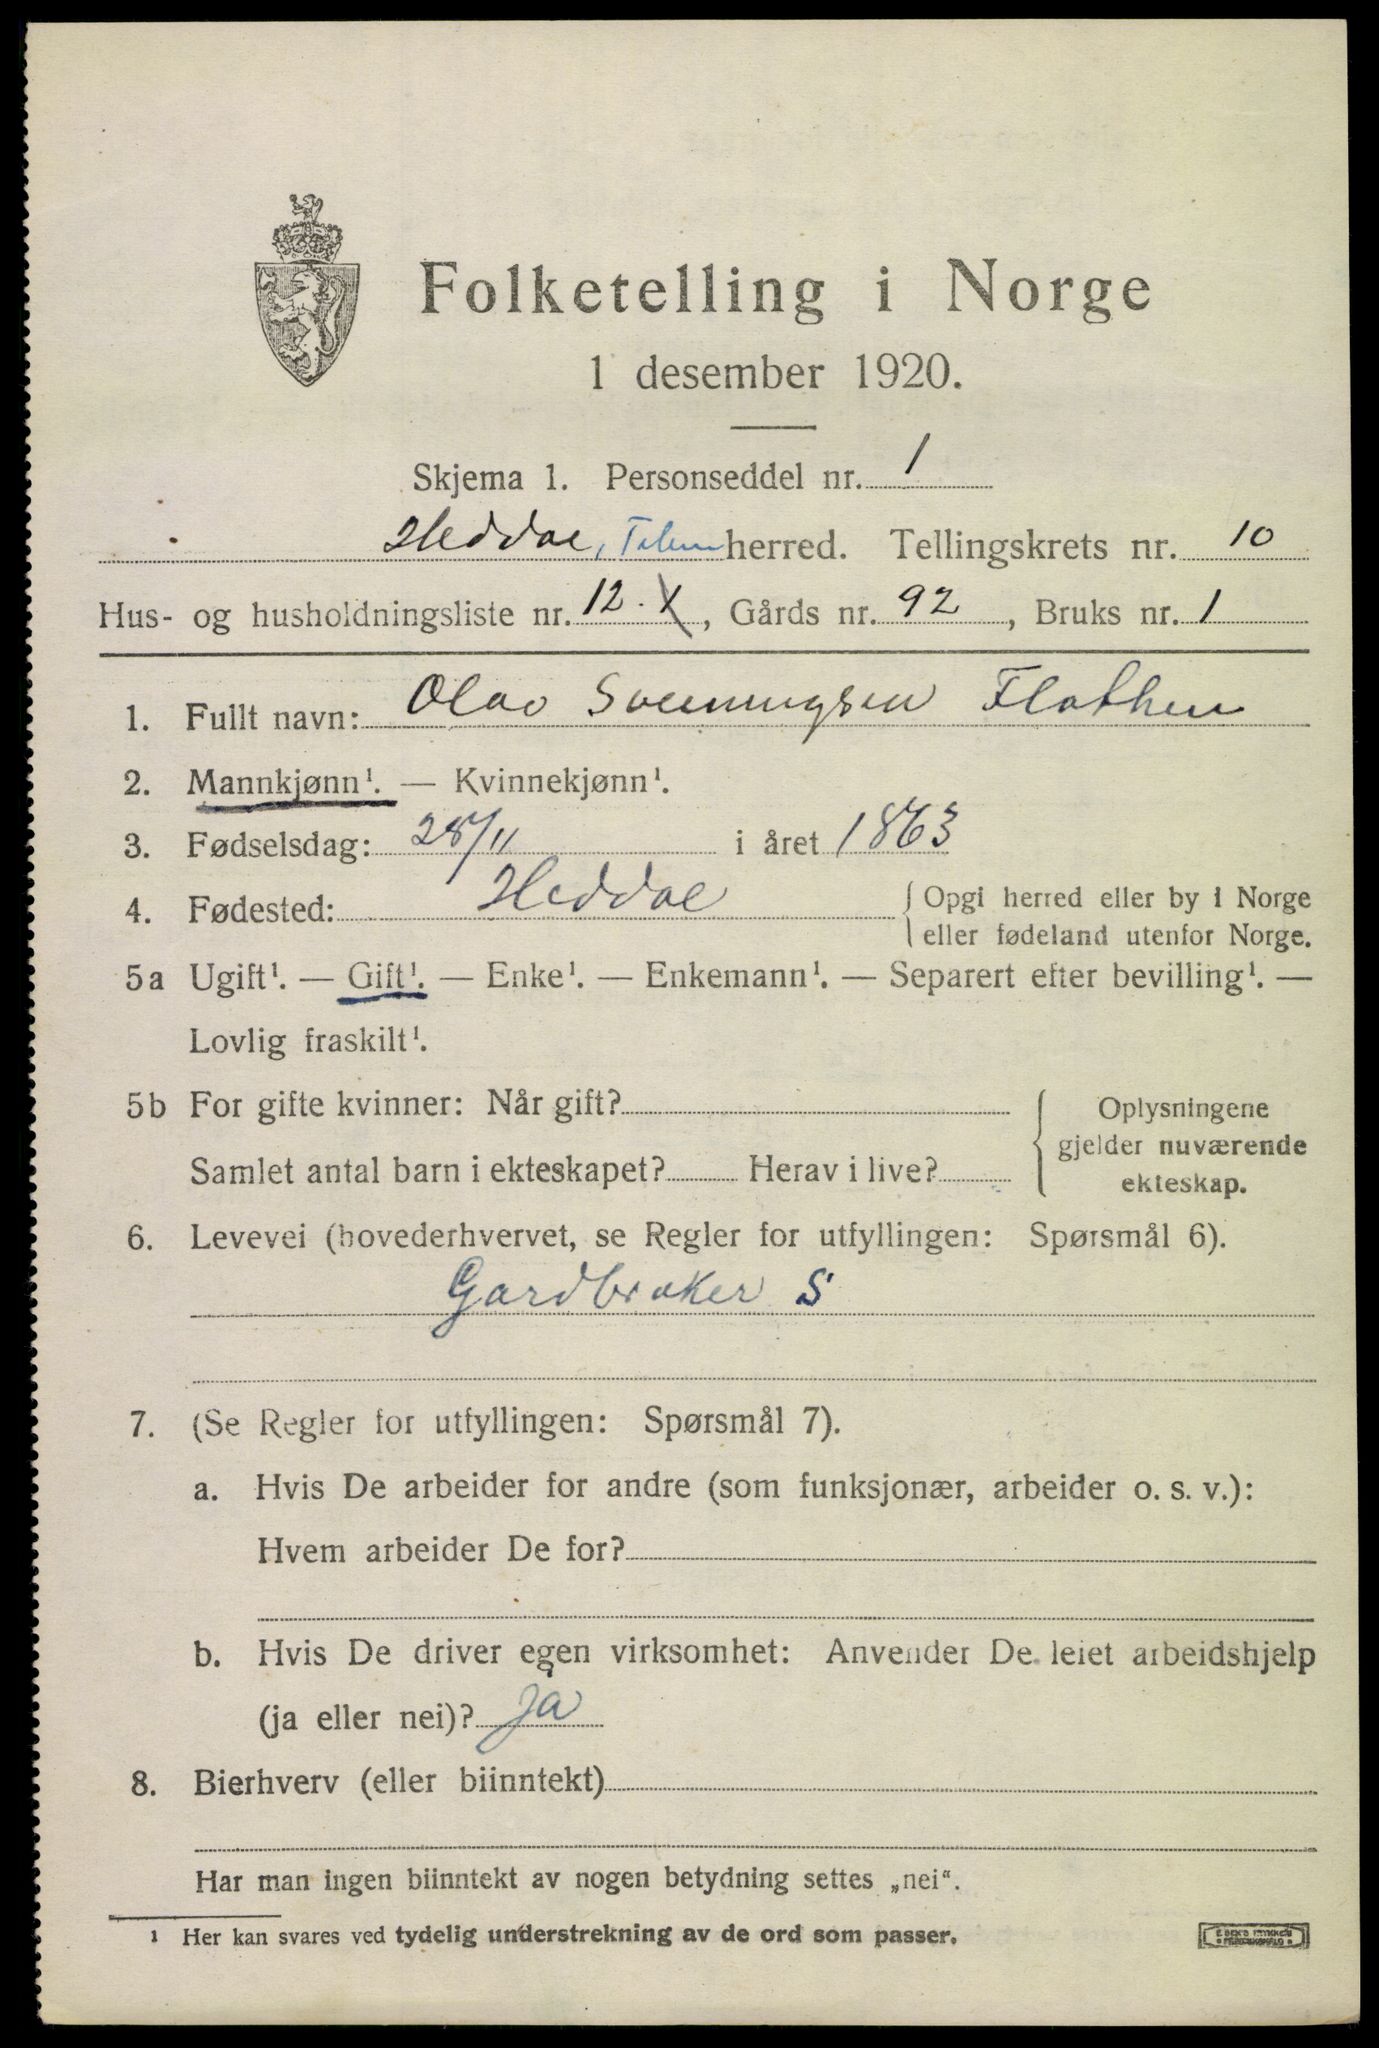 Folketelling i Norge
1 desember 1920.
Skjema 1. Personseddel nr. 1
Heddal, Telem herred. Tellingskrets nr. 10
Hus- og husholdningsliste nr. 12. , Gårds nr. 92 , Bruks nr. 1
1. Fullt navn: Olav Sveinungsen Flathus
2. Mannkjønn¹. — Kvinnekjønn¹.
3. Fødselsdag: 28/11 i året 1863
4. Fødested: Heddal { Opgi herred eller by i Norge
eller fødeland utenfor Norge.
5a Ugift¹. — Gift¹. — Enke¹. — Enkemann¹. — Separert efter bevilling¹. —
Lovlig fraskilt¹.
5b For gifte kvinner: Når gift?
Samlet antal barn i ekteskapet? Herav i live?
{ Oplysningene
gjelder nuværende
ekteskap.
6. Levevei (hovederhvervet, se Regler for utfyllingen: Spørsmål 6).
Gardbruker S
7. (Se Regler for utfyllingen: Spørsmål 7).
a. Hvis De arbeider for andre (som funksjonær, arbeider o. s. v.):
Hvem arbeider De for?
b. Hvis De driver egen virksomhet: Anvender De leiet arbeidshjelp
(ja eller nei)? ja
8. Bierhverv (eller biinntekt)
Har man ingen biinntekt av nogen betydning settes „nei“.
¹ Her kan svares ved tydelig understrekning av de ord som passer.